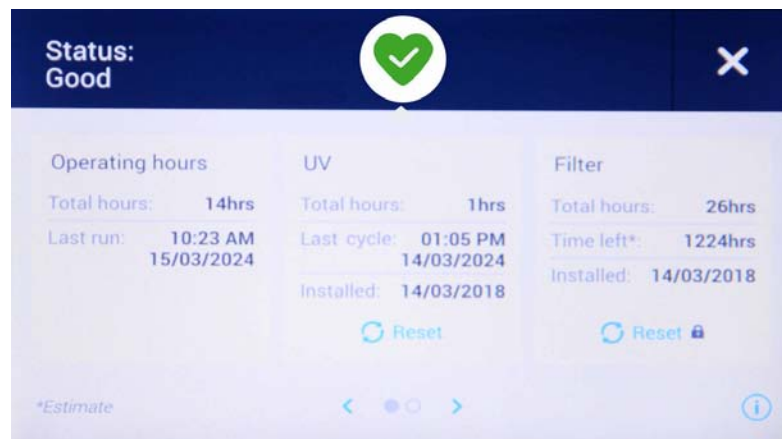 Status:
Good
Operating hours
Total hours: 14hrs
Last run: 10:23 AM
15/03/2024
UV
Total hours: 1hrs
Last cycle: 01:05 PM
14/03/2024
Installed: 14/03/2018
Reset
Filter
Total hours: 26hrs
Time left*: 1224hrs
Installed: 14/03/2018
Reset
*Estimate